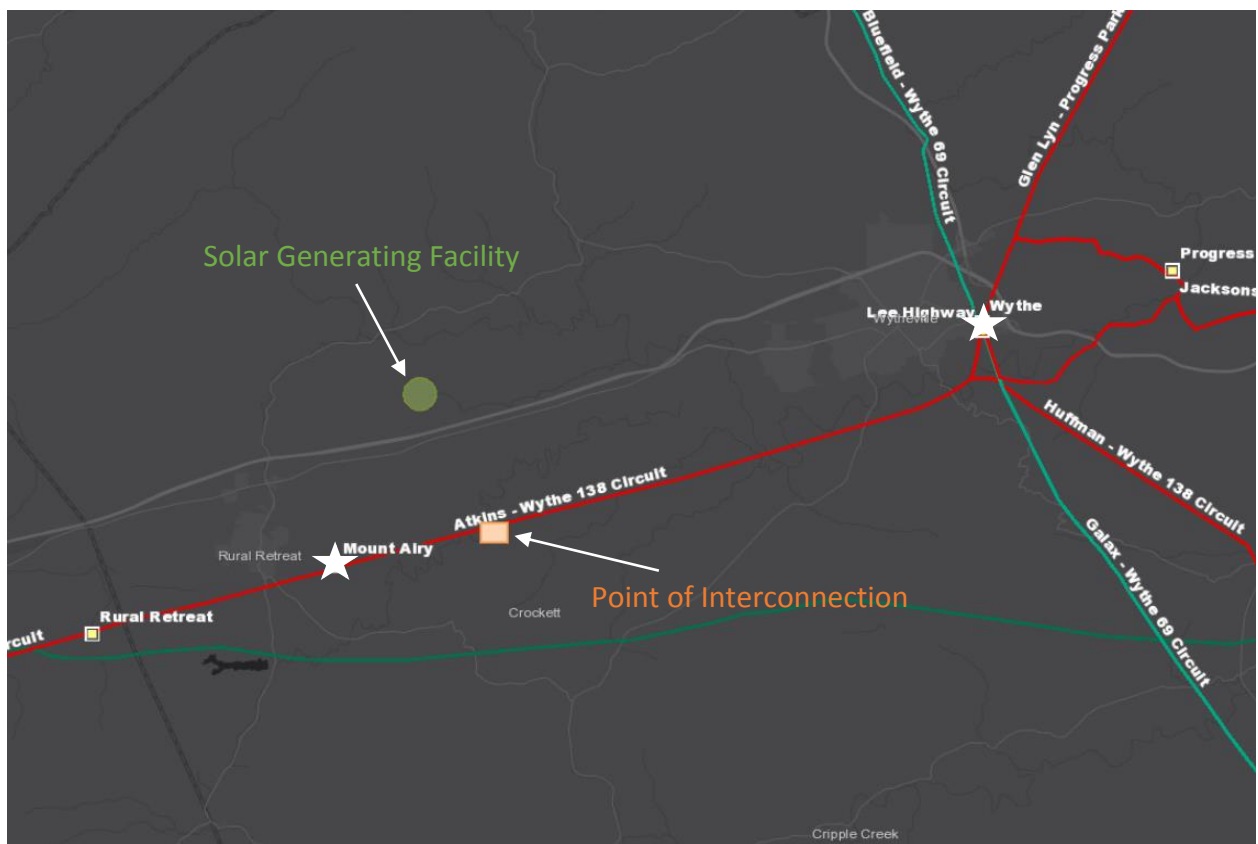 Bluefield - Wythe 69 Circuit
Glen Lyn - Progress Park
Solar Generating Facility
Progress
Jacksons
Lee Highway
Wythe
Wytheville
Huffman - Wythe 138 Circuit
Atkins - Wythe 138 Circuit
Mount Airy
Rural Retreat
Galax - Wythe 69 Circuit
Point of Interconnection
Crockett
Rural Retreat
rcuit
Cripple Creek